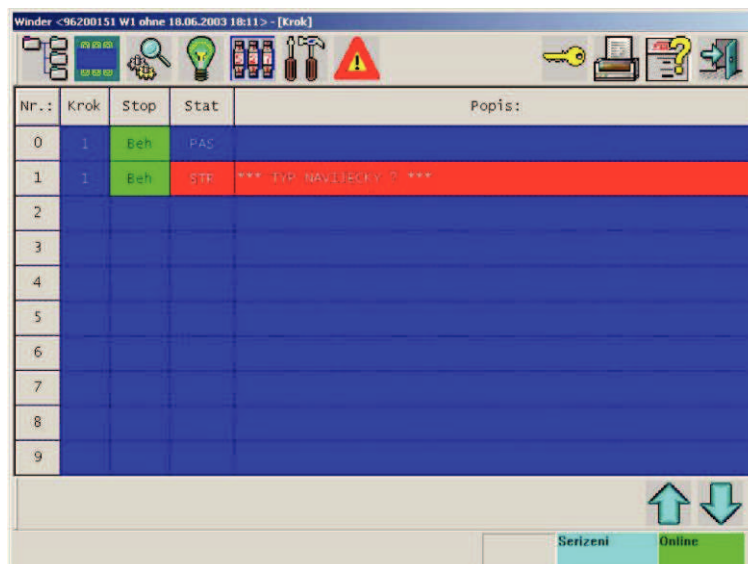 Winder <96200151 W1 ohne 18.06.2003 18:11> - [Krok]
Nr.: Krok Stop Stat Popis:
0 1 Beh PAS
1 1 Beh STR *** TYP NAVIJECKY ? ***
2
3
4
5
6
7
8
9
Serizeni Online